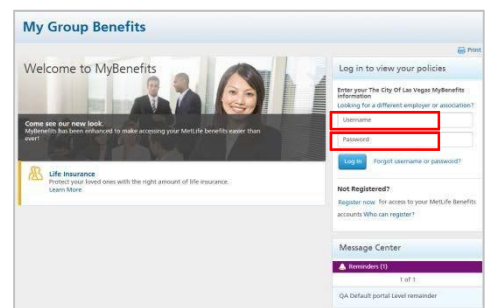 My Group Benefits
Print
Welcome to MyBenefits
Come see our new look.
MyBenefits has been enhanced to make accessing your MetLife benefits easier than
ever!
Life Insurance
Protect your loved ones with the right amount of life insurance.
Learn More
Log in to view your policies
Enter your The City Of Las Vegas MyBenefits
information
Looking for a different employer or association?
Username
Password
Log in Forgot username or password?
Not Registered?
Register now for access to your MetLife Benefits
accounts Who can register?
Message Center
Reminders (1)
1 of 1
QA Default portal Level remainder